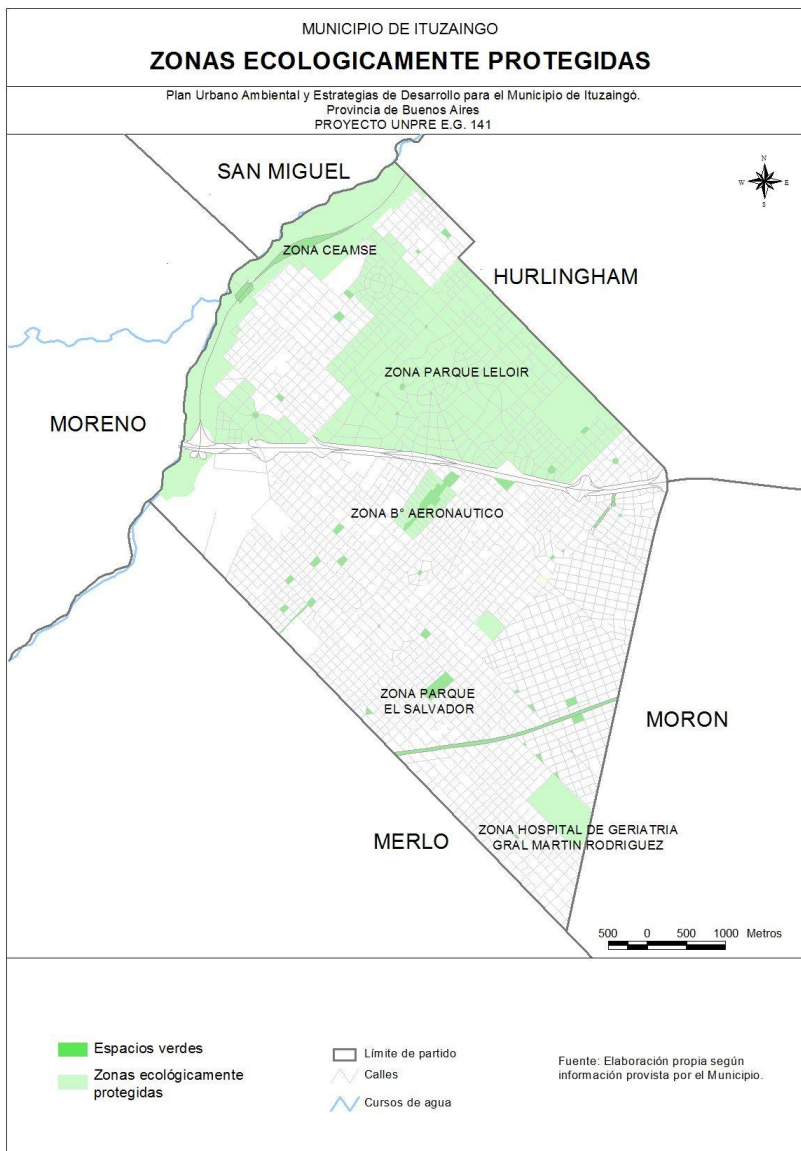 MUNICIPIO DE ITUZAINGO
ZONAS ECOLOGICAMENTE PROTEGIDAS
Plan Urbano Ambiental y Estrategias de Desarrollo para el Municipio de Ituzaingó.
Provincia de Buenos Aires
PROYECTO UNPRE E.G. 141
SAN MIGUEL
N
W E
S
ZONA CEAMSE
HURLINGHAM
ZONA PARQUE LELOIR
MORENO
ZONA B° AERONAUTICO
ZONA PARQUE
EL SALVADOR
MORON
MERLO
ZONA HOSPITAL DE GERIATRIA
GRAL MARTIN RODRIGUEZ
500 0 500 1000 Metros
Espacios verdes
Zonas ecológicamente
protegidas
Límite de partido
Calles
Cursos de agua
Fuente: Elaboración propia según
información provista por el Municipio.